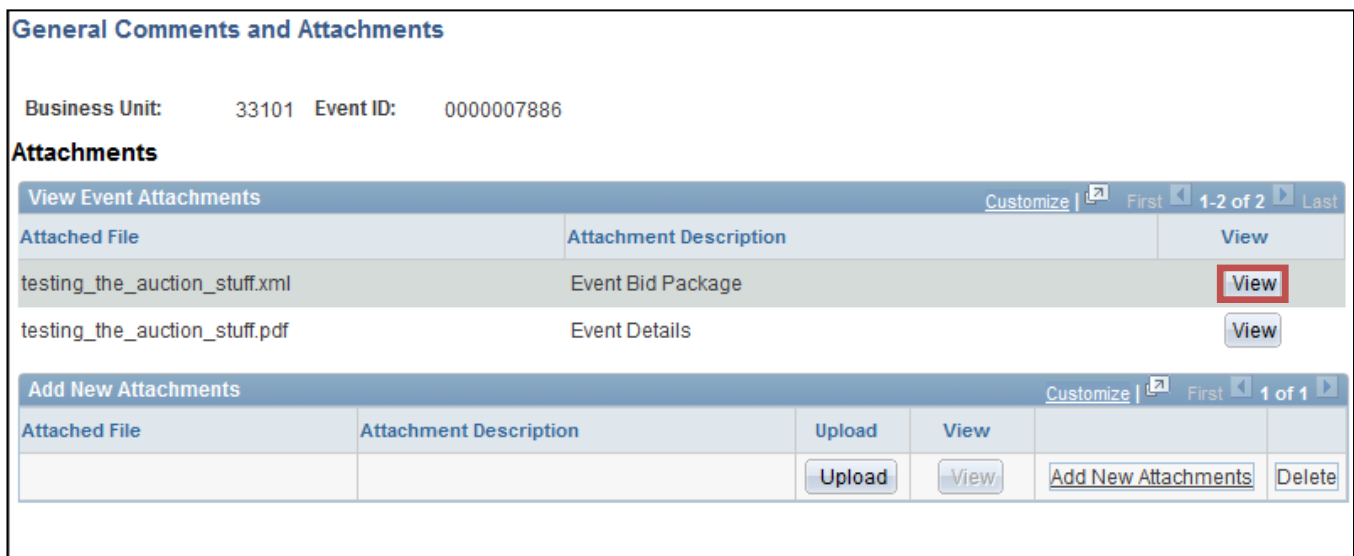 General Comments and Attachments
Business Unit: 33101 Event ID: 0000007886
Attachments
View Event Attachments Customize | First 1-2 of 2 Last
Attached File Attachment Description View
testing_the_auction_stuff.xml Event Bid Package View
testing_the_auction_stuff.pdf Event Details View
Add New Attachments Customize | First 1 of 1
Attached File Attachment Description Upload View
Upload View Add New Attachments Delete